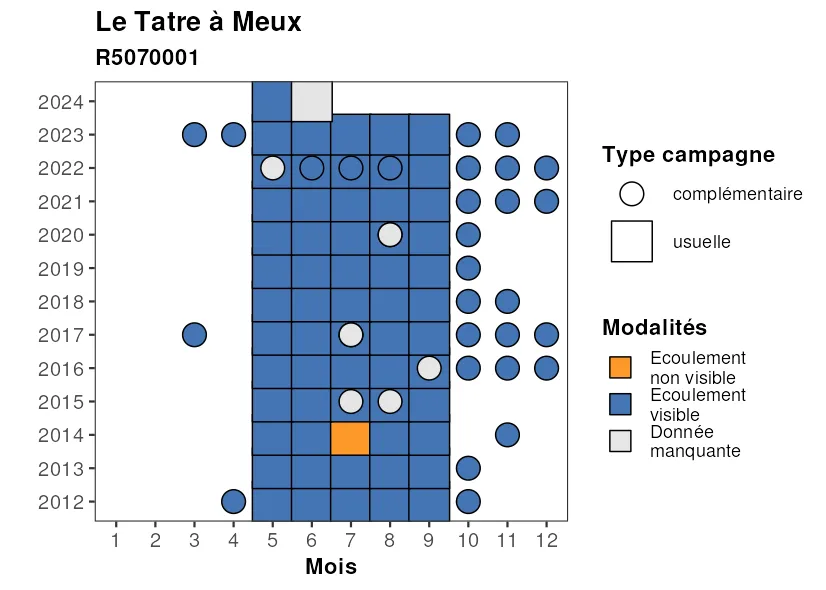 Le Tatre à Meux
R5070001
2024
2023
2022
2021
2020
2019
2018
2017
2016
2015
2014
2013
2012
1 2 3 4 5 6 7 8 9 10 11 12
Mois
Type campagne
complémentaire
usuelle
Modalités
Ecoulement
non visible
Ecoulement
visible
Donnée
manquante